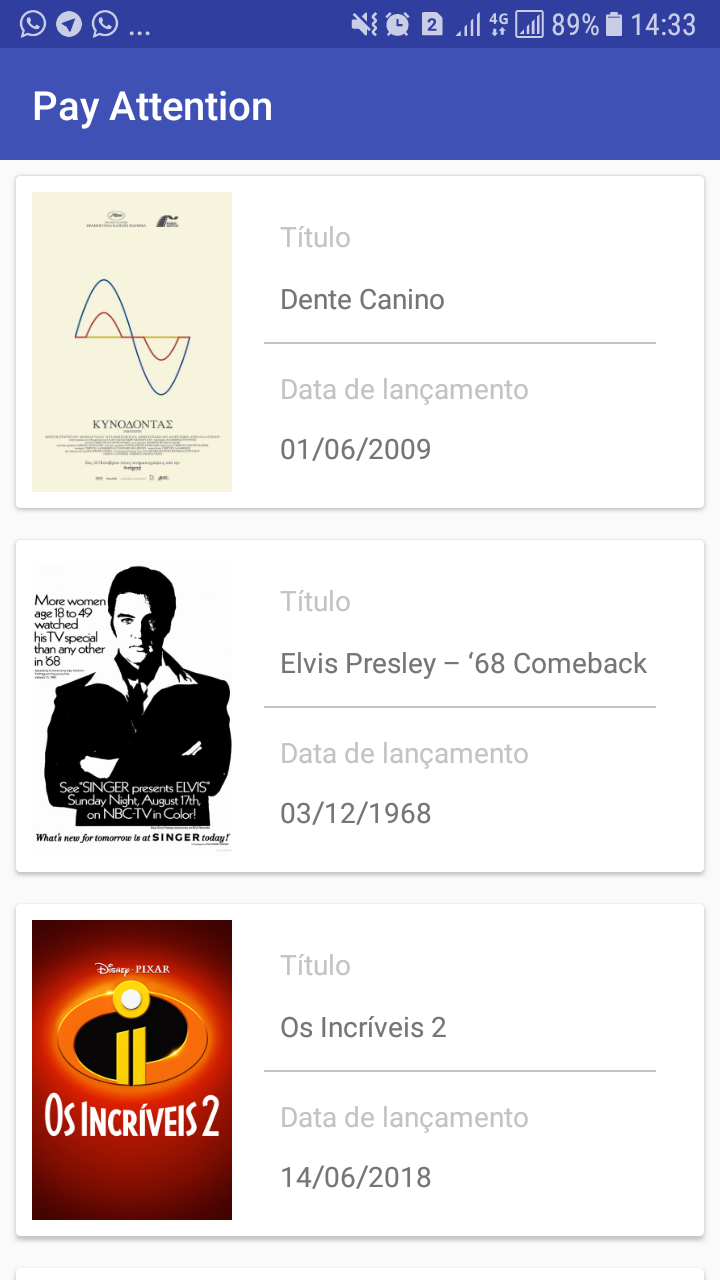 ...
2
4G
89%
14:33
Pay Attention
ΚΥΝΟΔΟΝΤΑΣ
Título
Dente Canino
Data de lançamento
01/06/2009
More women
age 18 to 49
watched
his TV special
than any other
in '68
See "SINGER presents ELVIS"
Sunday Night, August 17th,
on NBC-TV in Color!
What's new for tomorrow is at SINGER today!
Título
Elvis Presley – ‘68 Comeback
Data de lançamento
03/12/1968
Disney · PIXAR
OS INCRÍVEIS 2
Título
Os Incríveis 2
Data de lançamento
14/06/2018